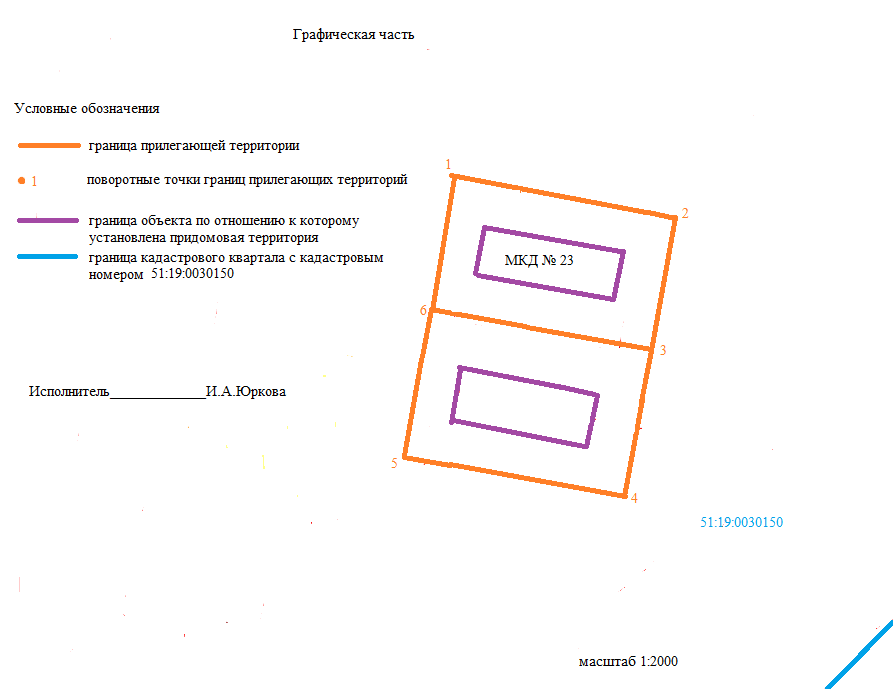 Графическая часть
Условные обозначения
граница прилегающей территории
1
поворотные точки границ прилегающих территорий
граница объекта по отношению к которому
установлена придомовая территория
граница кадастрового квартала с кадастровым
номером 51:19:0030150
1
2
МКД № 23
6
3
Исполнитель_____________И.А.Юркова
5
4
51:19:0030150
масштаб 1:2000